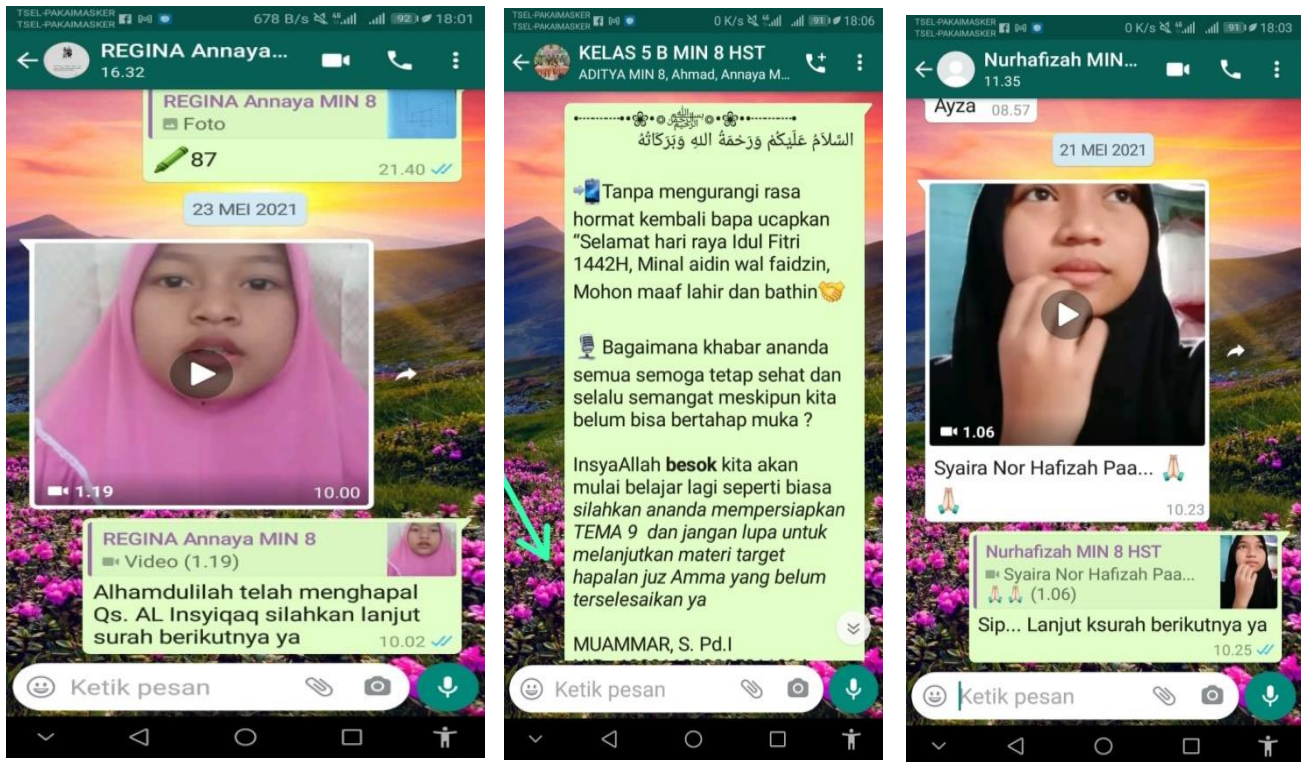 TSEL-PAKAIMASKER
TSEL-PAKAIMASKER
678 B/s
92
18:01
REGINA Annaya...
16.32
REGINA Annaya MIN 8
Foto
87
21.40
23 MEI 2021
1.19
10.00
REGINA Annaya MIN 8
Video (1.19)
Alhamdulilah telah menghapal
Qs. AL Insyiqaq silahkan lanjut
surah berikutnya ya
10.02
Ketik pesan
TSEL-PAKAIMASKER
TSEL-PAKAIMASKER
0 K/s
91
18:06
KELAS 5 B MIN 8 HST
ADITYA MIN 8, Ahmad, Annaya M...
السَّلاَمُ عَلَيْكُمْ وَرَحْمَةُ اللهِ وَبَرَكَاتُهُ
Tanpa mengurangi rasa
hormat kembali bapa ucapkan
“Selamat hari raya Idul Fitri
1442H, Minal aidin wal faidzin,
Mohon maaf lahir dan bathin
Bagaimana khabar ananda
semua semoga tetap sehat dan
selalu semangat meskipun kita
belum bisa bertahap muka ?
InsyaAllah besok kita akan
mulai belajar lagi seperti biasa
silahkan ananda mempersiapkan
TEMA 9 dan jangan lupa untuk
melanjutkan materi target
hapalan juz Amma yang belum
terselesaikan ya
MUAMMAR, S. Pd.I
Ketik pesan
TSEL-PAKAIMASKER
TSEL-PAKAIMASKER
0 K/s
91
18:03
Nurhafizah MIN...
11.35
Ayza
08.57
21 MEI 2021
1.06
Syaira Nor Hafizah Paa...
10.23
Nurhafizah MIN 8 HST
Syaira Nor Hafizah Paa...
(1.06)
Sip... Lanjut ksurah berikutnya ya
10.25
Ketik pesan